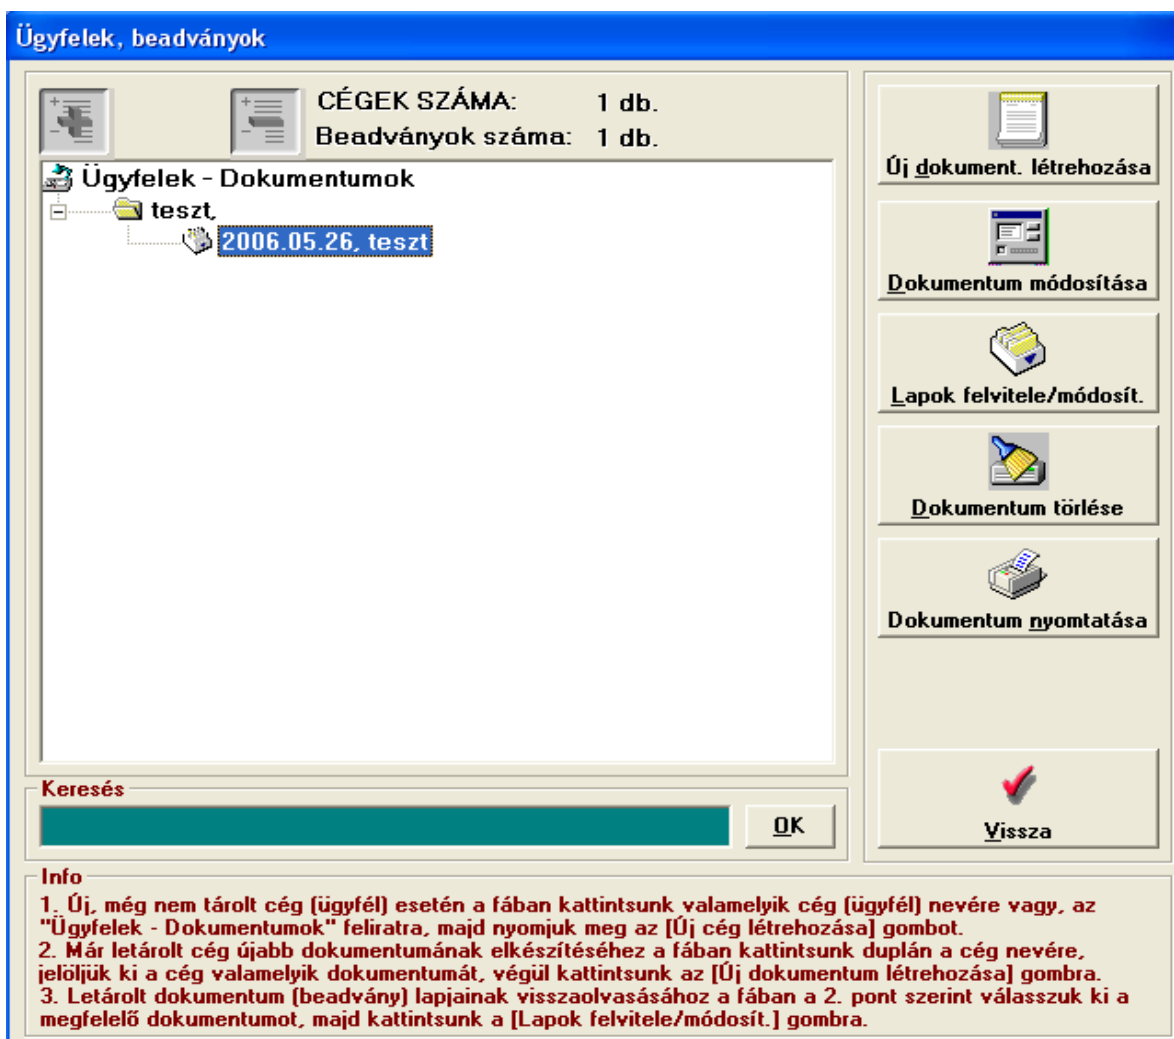 Ügyfelek, beadványok
CÉGEK SZÁMA: 1 db.
Beadványok száma: 1 db.
Ügyfelek - Dokumentumok
teszt,
2006.05.26, teszt
Új dokument. létrehozása
Dokumentum módosítása
Lapok felvitele/módosít.
Dokumentum törlése
Dokumentum nyomtatása
Vissza
Keresés
OK
Info
1. Új, még nem tárolt cég (ügyfél) esetén a fában kattintsunk valamelyik cég (ügyfél) nevére vagy, az
"Ügyfelek - Dokumentumok" feliratra, majd nyomjuk meg az [Új cég létrehozása] gombot.
2. Már letárolt cég újabb dokumentumának elkészítéséhez a fában kattintsunk duplán a cég nevére,
jelöljük ki a cég valamelyik dokumentumát, végül kattintsunk az [Új dokumentum létrehozása] gombra.
3. Letárolt dokumentum (beadvány) lapjainak visszaolvasásához a fában a 2. pont szerint válasszuk ki a
megfelelő dokumentumot, majd kattintsunk a [Lapok felvitele/módosít.] gombra.